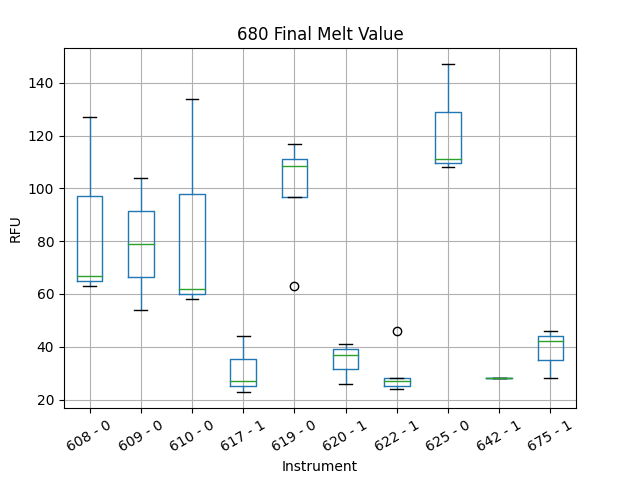 680 Final Melt Value
RFU
140
120
100
80
60
40
20
608 - 0
609 - 0
610 - 0
617 - 1
619 - 0
620 - 1
622 - 1
625 - 0
642 - 1
675 - 1
Instrument